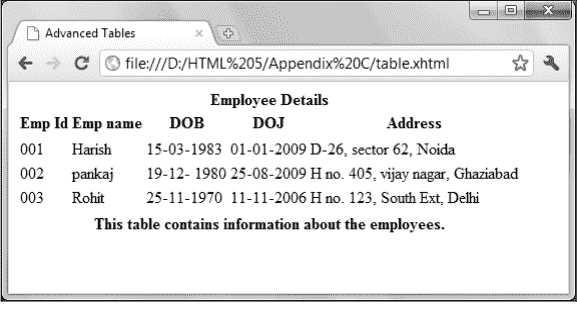 Advanced Tables
file:///D:/HTML%205/Appendix%20C/table.xhtml
Employee Details
Emp Id Emp name DOB DOJ Address
001 Harish 15-03-1983 01-01-2009 D-26, sector 62, Noida
002 pankaj 19-12- 1980 25-08-2009 H no. 405, vijay nagar, Ghaziabad
003 Rohit 25-11-1970 11-11-2006 H no. 123, South Ext, Delhi
This table contains information about the employees.